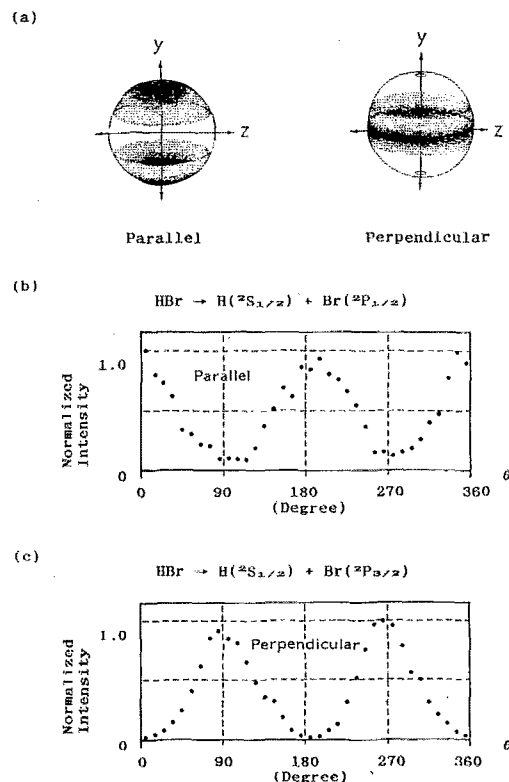 (a)
y
y
Z
Z
Parallel
Perpendicular
(b)
HBr → H(²S₁/₂) + Br(²P₁/₂)
Normalized
Intensity
1.0
Parallel
0
0
90
180
270
360
θ
(Degree)
(c)
HBr → H(²S₁/₂) + Br(²P₃/₂)
Normalized
Intensity
1.0
Perpendicular
0
0
90
180
270
360
θ
(Degree)